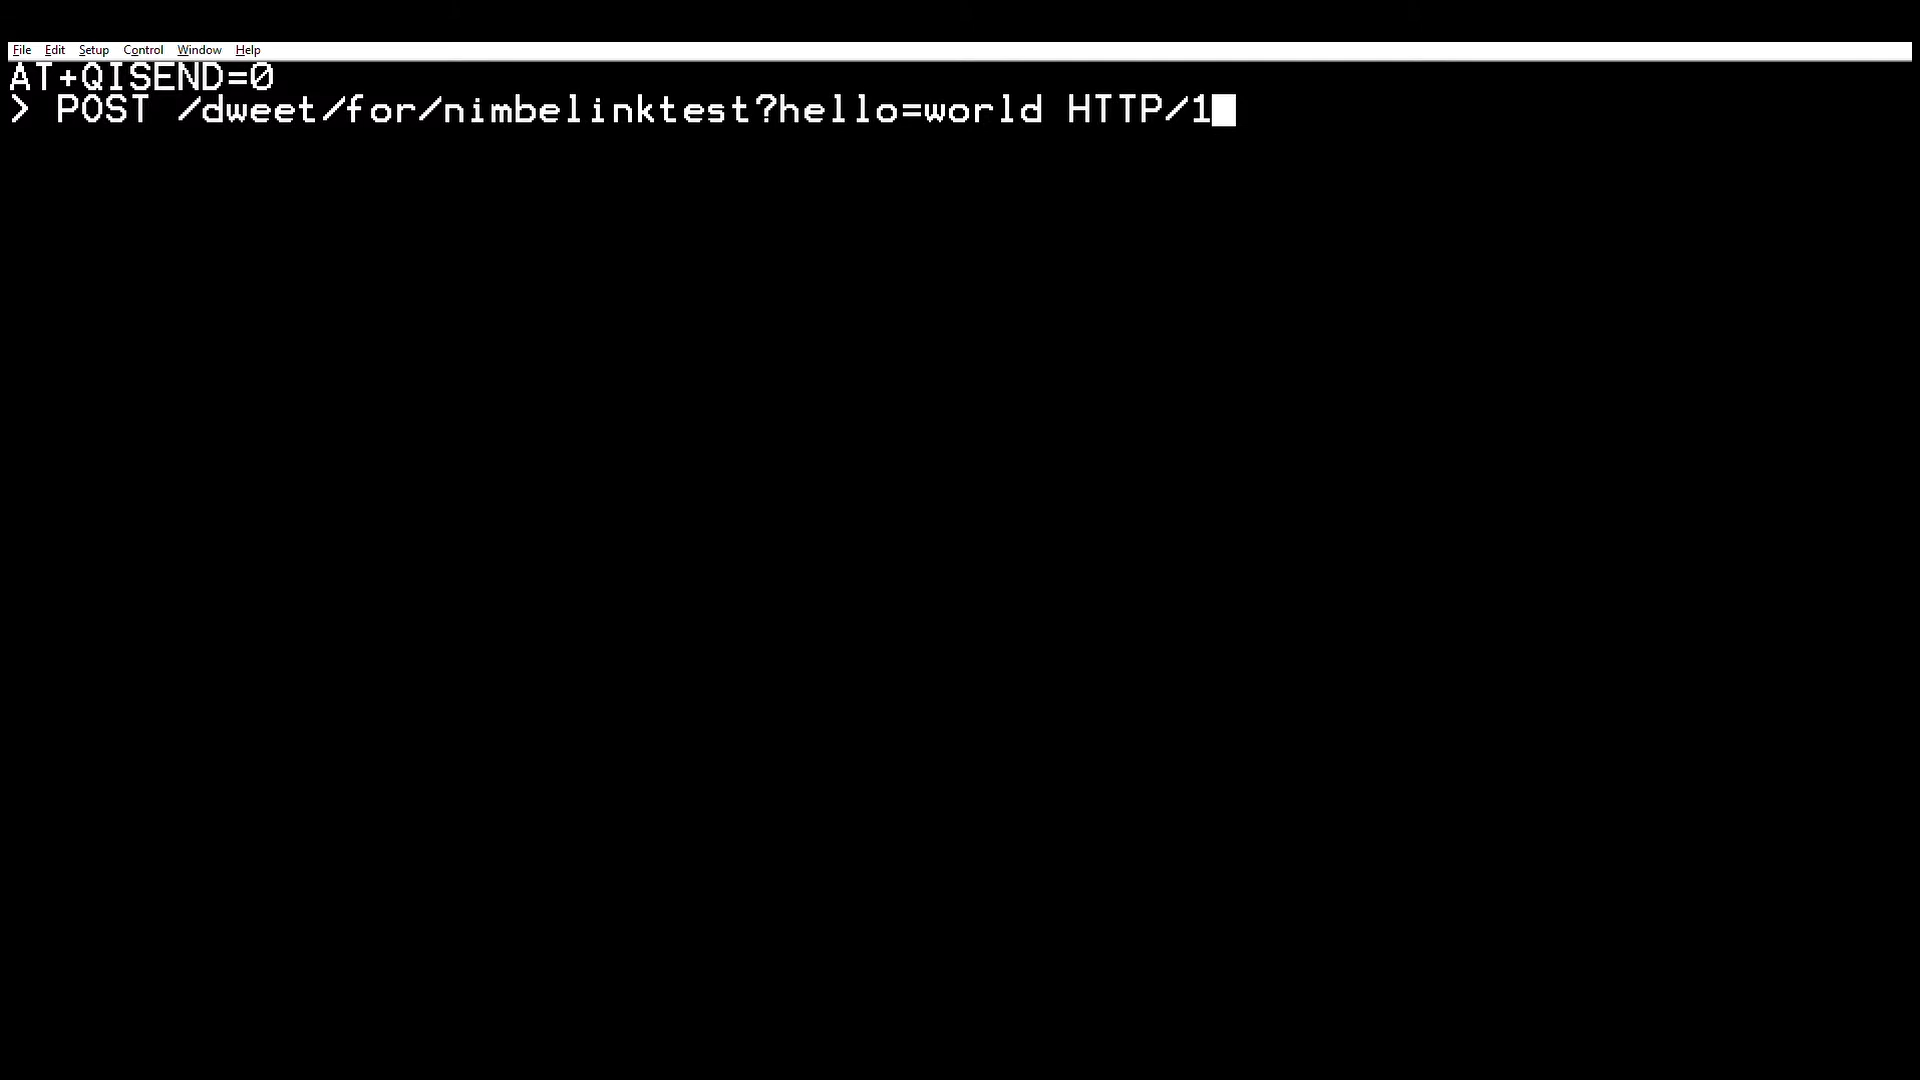 File Edit Setup Control Window Help
AT+QISEND=0
> POST /dweet/for/nimbelinktest?hello=world HTTP/1